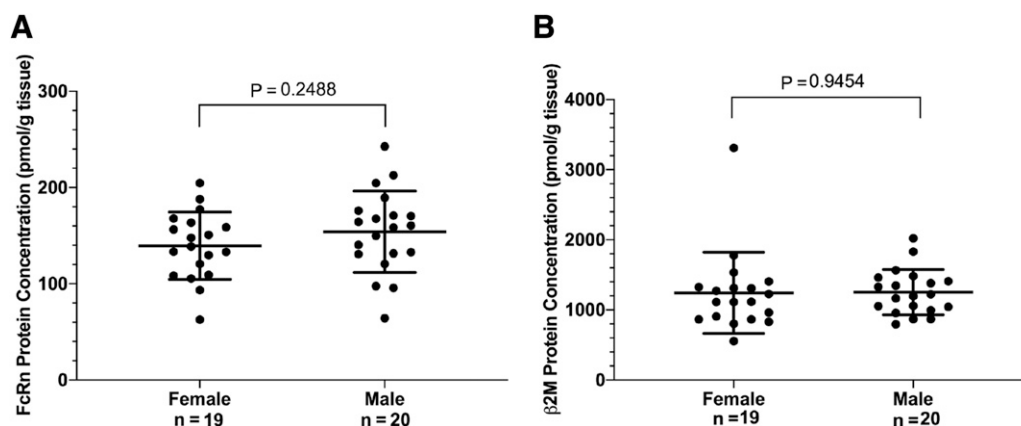 A
FcRn Protein Concentration (pmol/g tissue)
300
200
100
0
P = 0.2488
Female
n = 19
Male
n = 20
B
β2M Protein Concentration (pmol/g tissue)
4000
3000
2000
1000
0
P = 0.9454
Female
n = 19
Male
n = 20